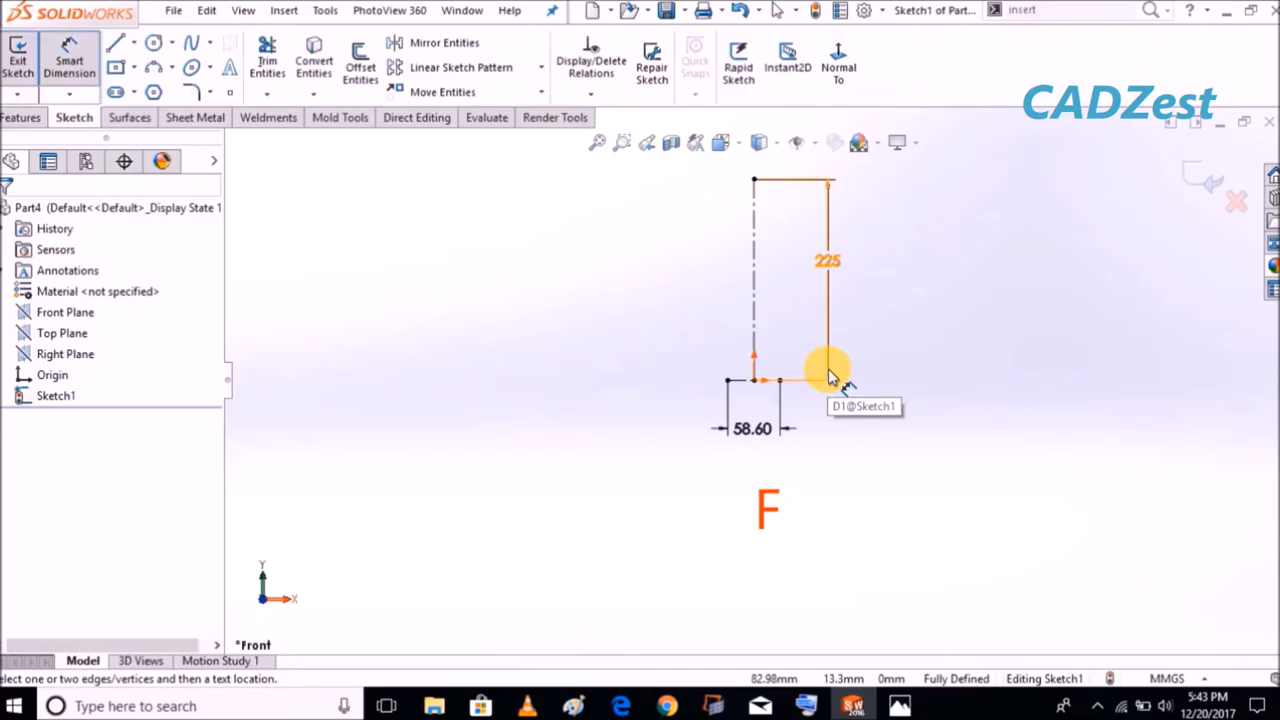 SOLIDWORKS File Edit View Insert Tools PhotoView 360 Window Help Sketch1 of Part... insert
Exit Sketch
Smart Dimension
Trim Entities
Convert Entities
Offset Entities
Mirror Entities
Linear Sketch Pattern
Move Entities
Display/Delete Relations
Repair Sketch
Quick Snaps
Rapid Sketch
Instant2D
Normal To
CADZest
Features Sketch Surfaces Sheet Metal Weldments Mold Tools Direct Editing Evaluate Render Tools
Part4 (Default<<Default>_Display State 1
History
Sensors
Annotations
Material <not specified>
Front Plane
Top Plane
Right Plane
Origin
Sketch1
225
D1@Sketch1
58.60
F
Y
X
*Front
Model 3D Views Motion Study 1
elect one or two edges/vertices and then a text location. 82.98mm 13.3mm 0mm Fully Defined Editing Sketch1 MMGS
Type here to search
SW
2016
5:43 PM
12/20/2017